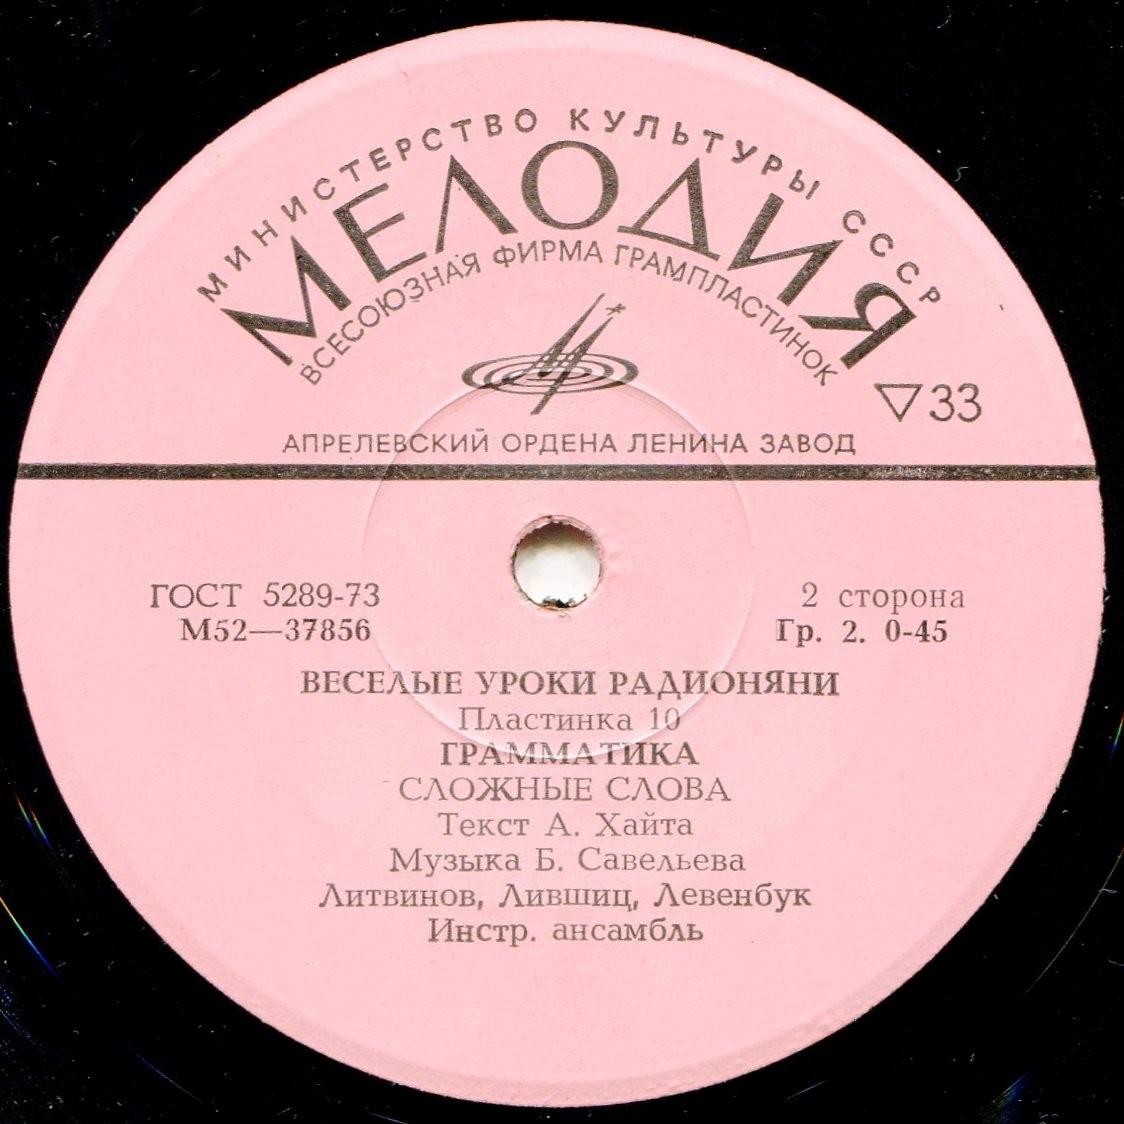 МИНИСТЕРСТВО КУЛЬТУРЫ СССР
МЕЛОДИЯ
ВСЕСОЮЗНАЯ ФИРМА ГРАМПЛАСТИНОК
▽33
АПРЕЛЕВСКИЙ ОРДЕНА ЛЕНИНА ЗАВОД
ГОСТ 5289-73
М52—37856
2 сторона
Гр. 2. 0-45
ВЕСЕЛЫЕ УРОКИ РАДИОНЯНИ
Пластинка 10
ГРАММАТИКА
СЛОЖНЫЕ СЛОВА
Текст А. Хайта
Музыка Б. Савельева
Литвинов, Лившиц, Левенбук
Инстр. ансамбль